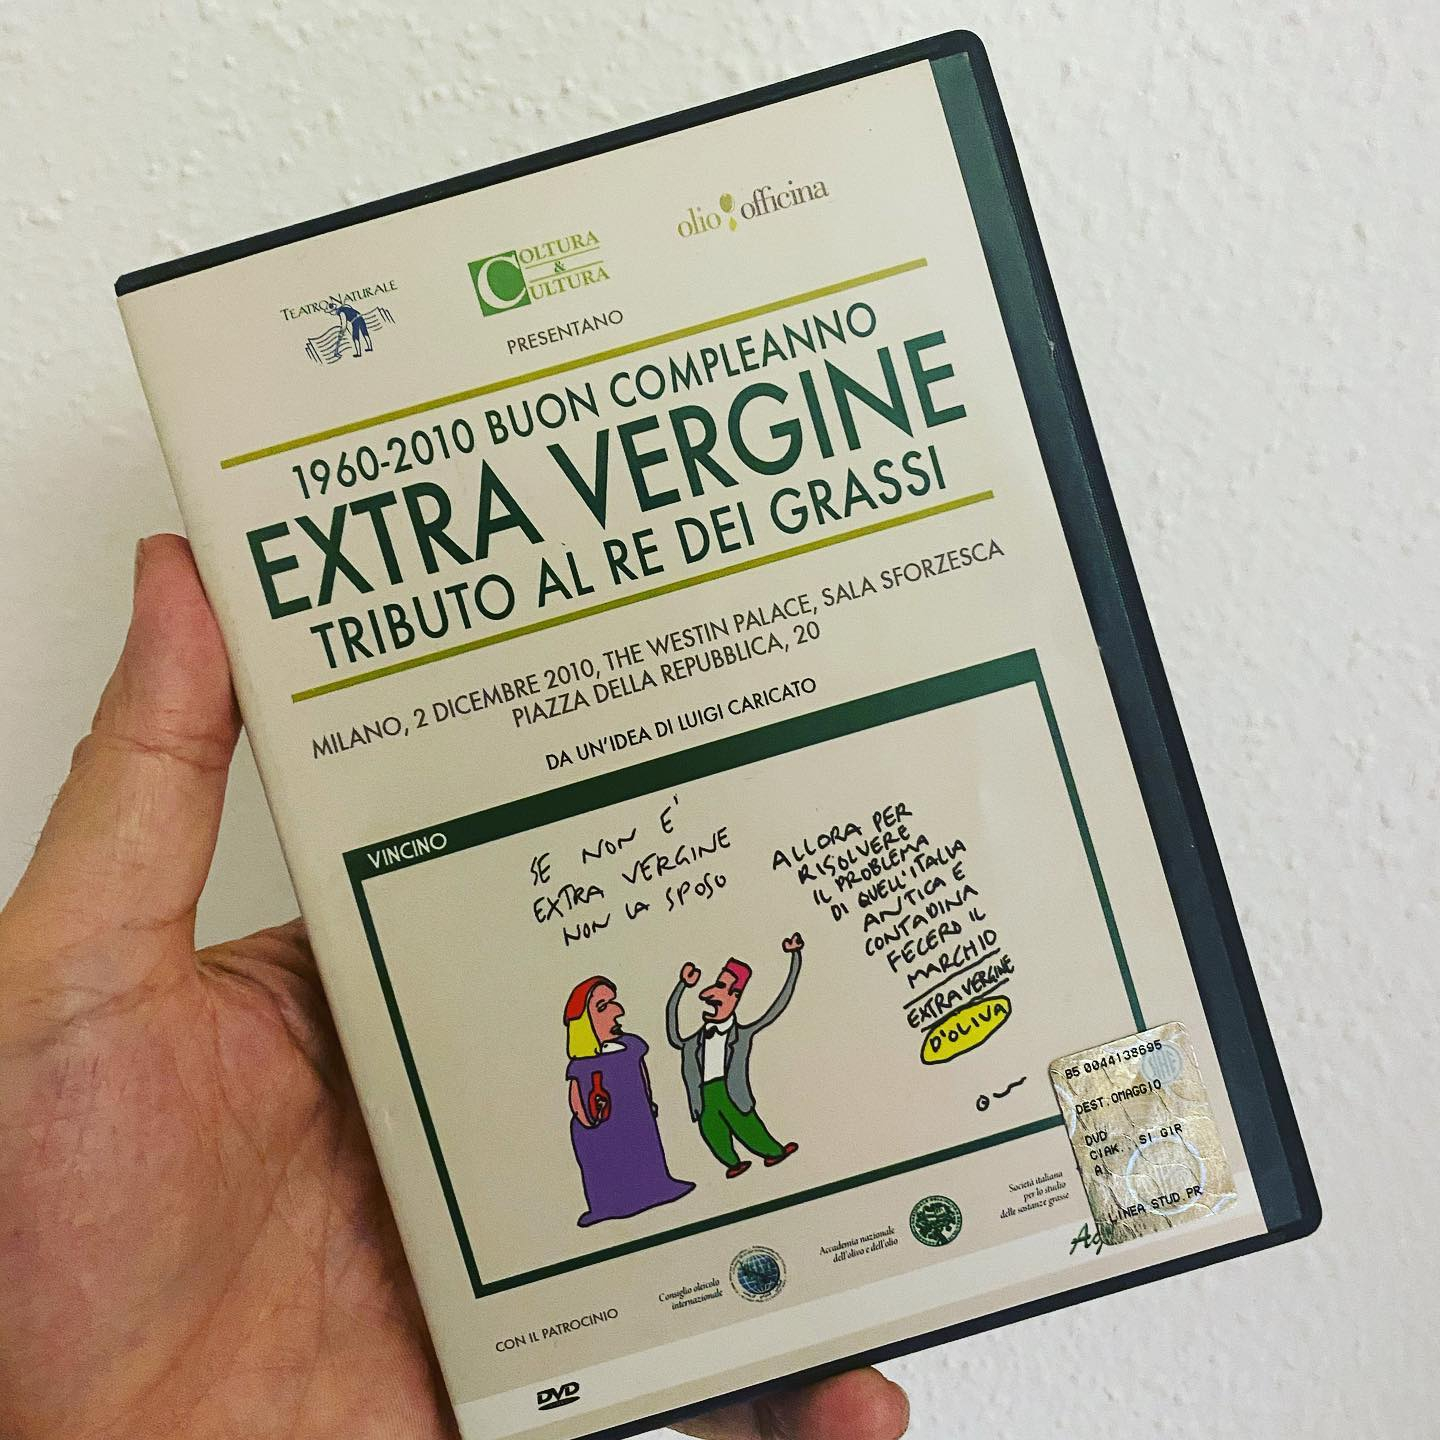 TEATRO NATURALE
COLTURA
&
CULTURA
olio officina
PRESENTANO
1960-2010 BUON COMPLEANNO
EXTRA VERGINE
TRIBUTO AL RE DEI GRASSI
MILANO, 2 DICEMBRE 2010, THE WESTIN PALACE, SALA SFORZESCA
PIAZZA DELLA REPUBBLICA, 20
DA UN'IDEA DI LUIGI CARICATO
VINCINO
SE NON E'
EXTRA VERGINE
NON LA SPOSO
ALLORA PER
RISOLVERE
IL PROBLEMA
DI QUELL'ITALIA
ANTICA E
CONTADINA
FECERO IL
MARCHIO
EXTRAVERGINE
D'OLIVA
B5 0044138695
DEST.OMAGGIO
DVD
CIAK.. SI GIR
A
LINEA STUD.PR
CON IL PATROCINIO
Consiglio oleicolo
internazionale
Accademia nazionale
dell'olivo e dell'olio
Società italiana
per lo studio
delle sostanze grasse
DVD